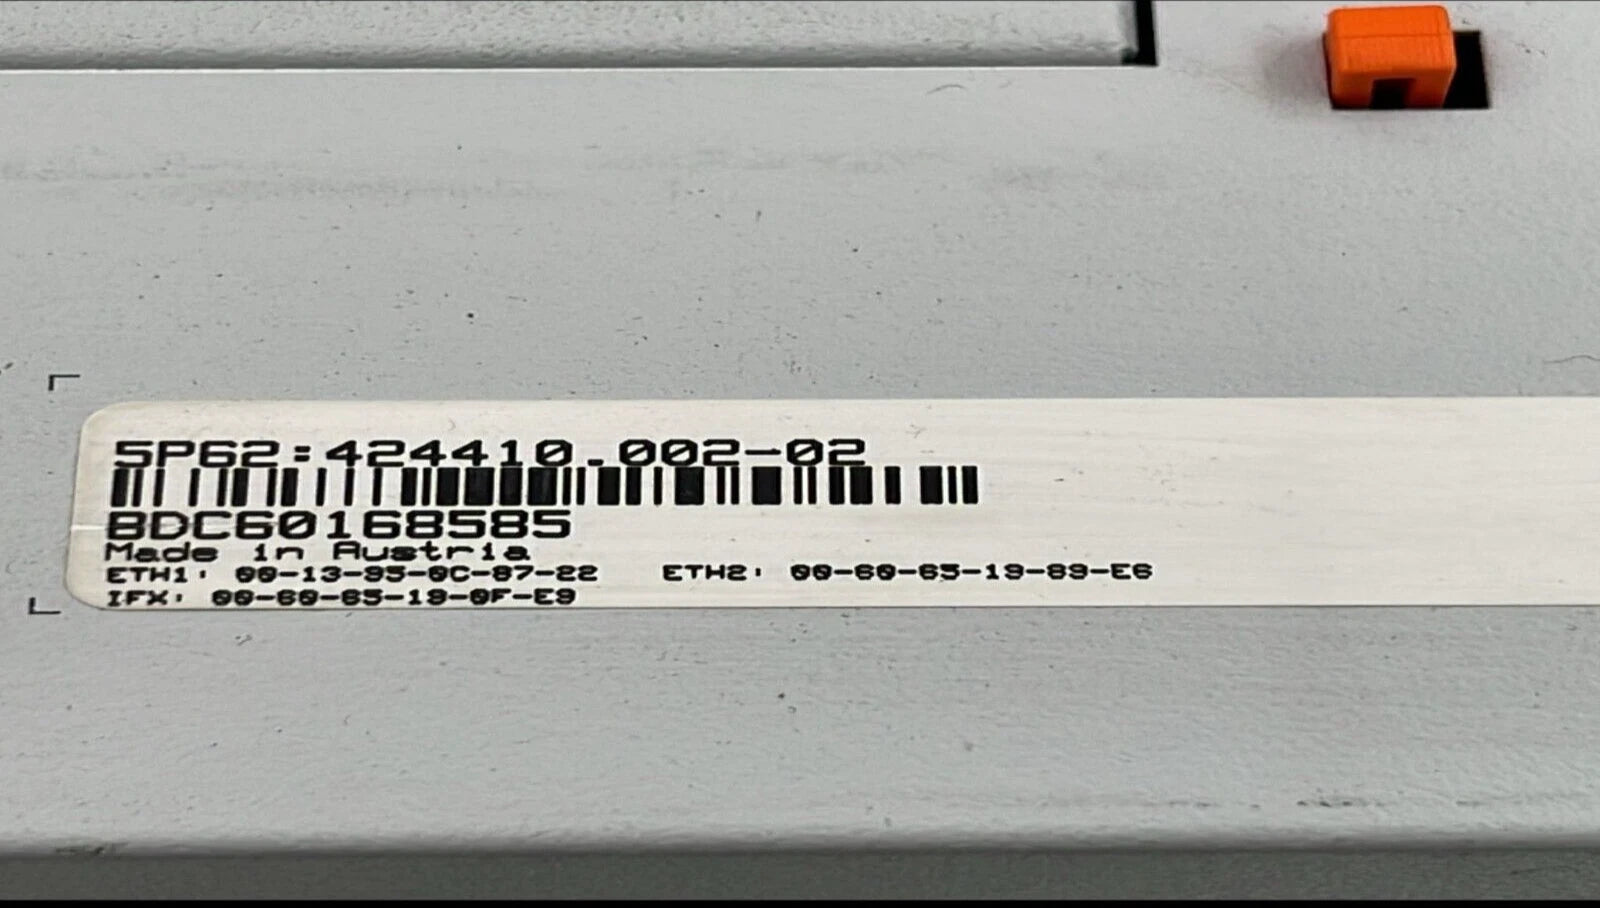 5P62:424410.002-02
BDC60168585
Made in Austria
ETH1: 00-13-95-0C-87-22 ETH2: 00-60-65-19-89-E6
IFX: 00-60-65-19-0F-E9